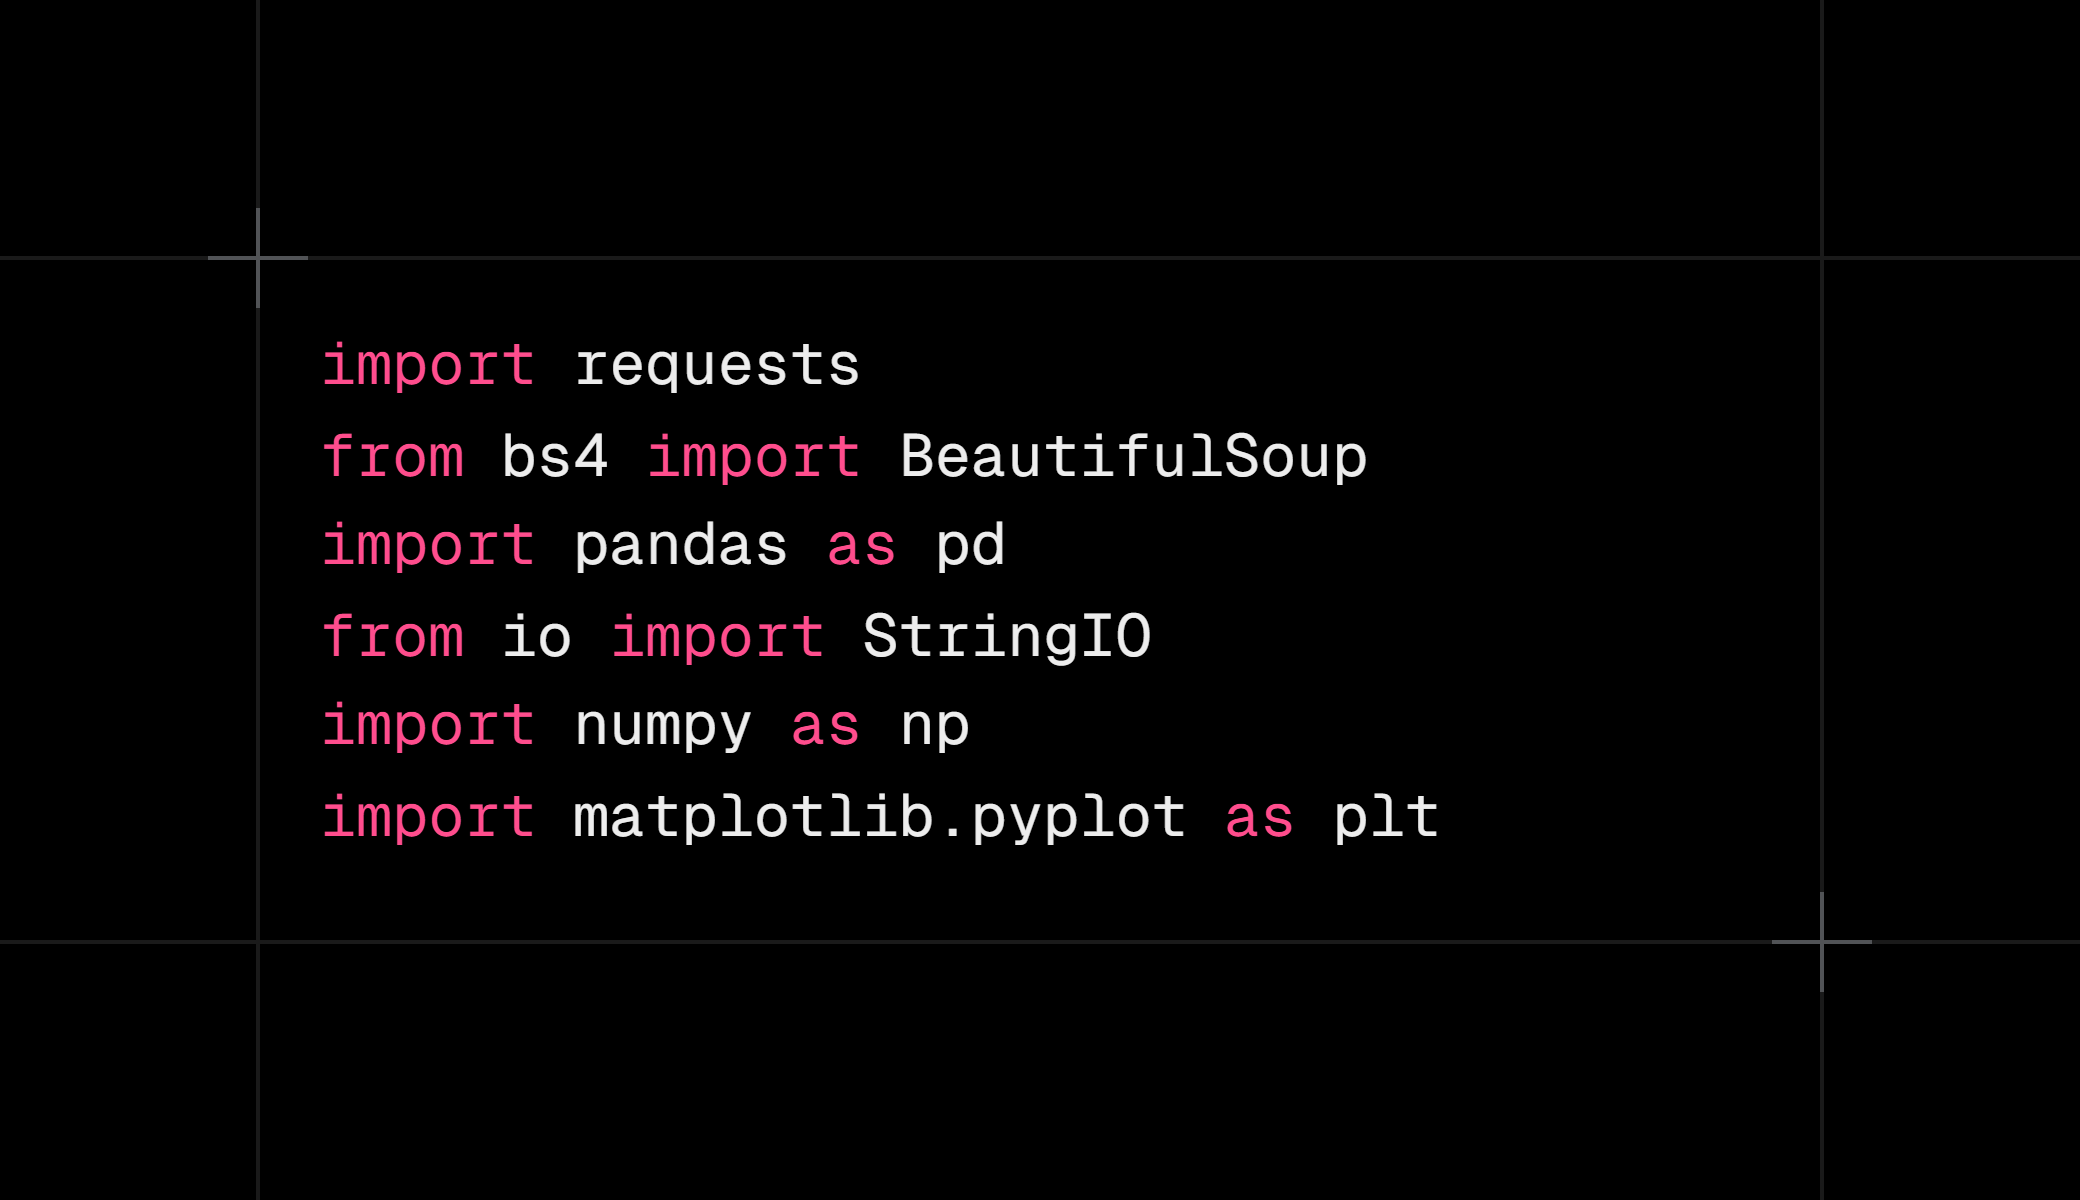 import requests
from bs4 import BeautifulSoup
import pandas as pd
from io import StringIO
import numpy as np
import matplotlib.pyplot as plt